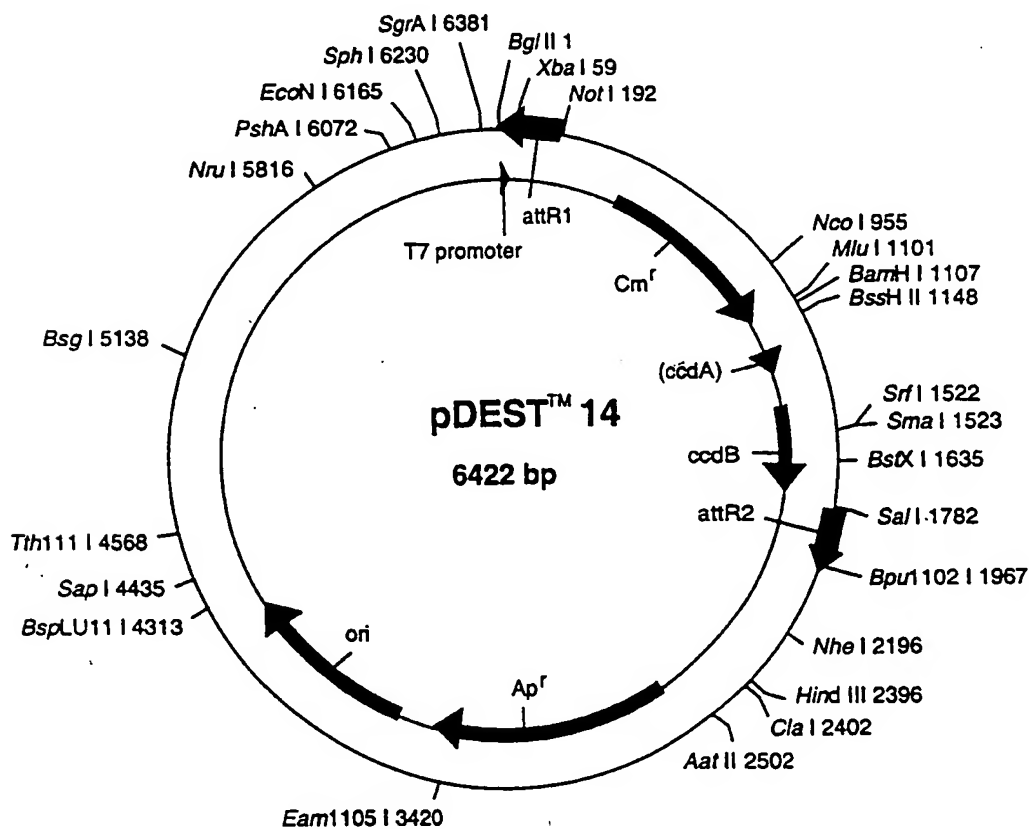 SgrA I 6381
Bgl II 1
Sph I 6230
Xba I 59
EcoN I 6165
Not I 192
PshA I 6072
Nru I 5816
attR1
T7 promoter
Nco I 955
Mlu I 1101
BamH I 1107
BssH II 1148
Cmʳ
Bsg I 5138
(ccdA)
pDEST™ 14
6422 bp
Srf I 1522
Sma I 1523
ccdB
BstX I 1635
attR2
Sal I 1782
Tth111 I 4568
Bpu1102 I 1967
Sap I 4435
BspLU11 I 4313
ori
Nhe I 2196
Apʳ
Hind III 2396
Cla I 2402
Aat II 2502
Eam1105 I 3420